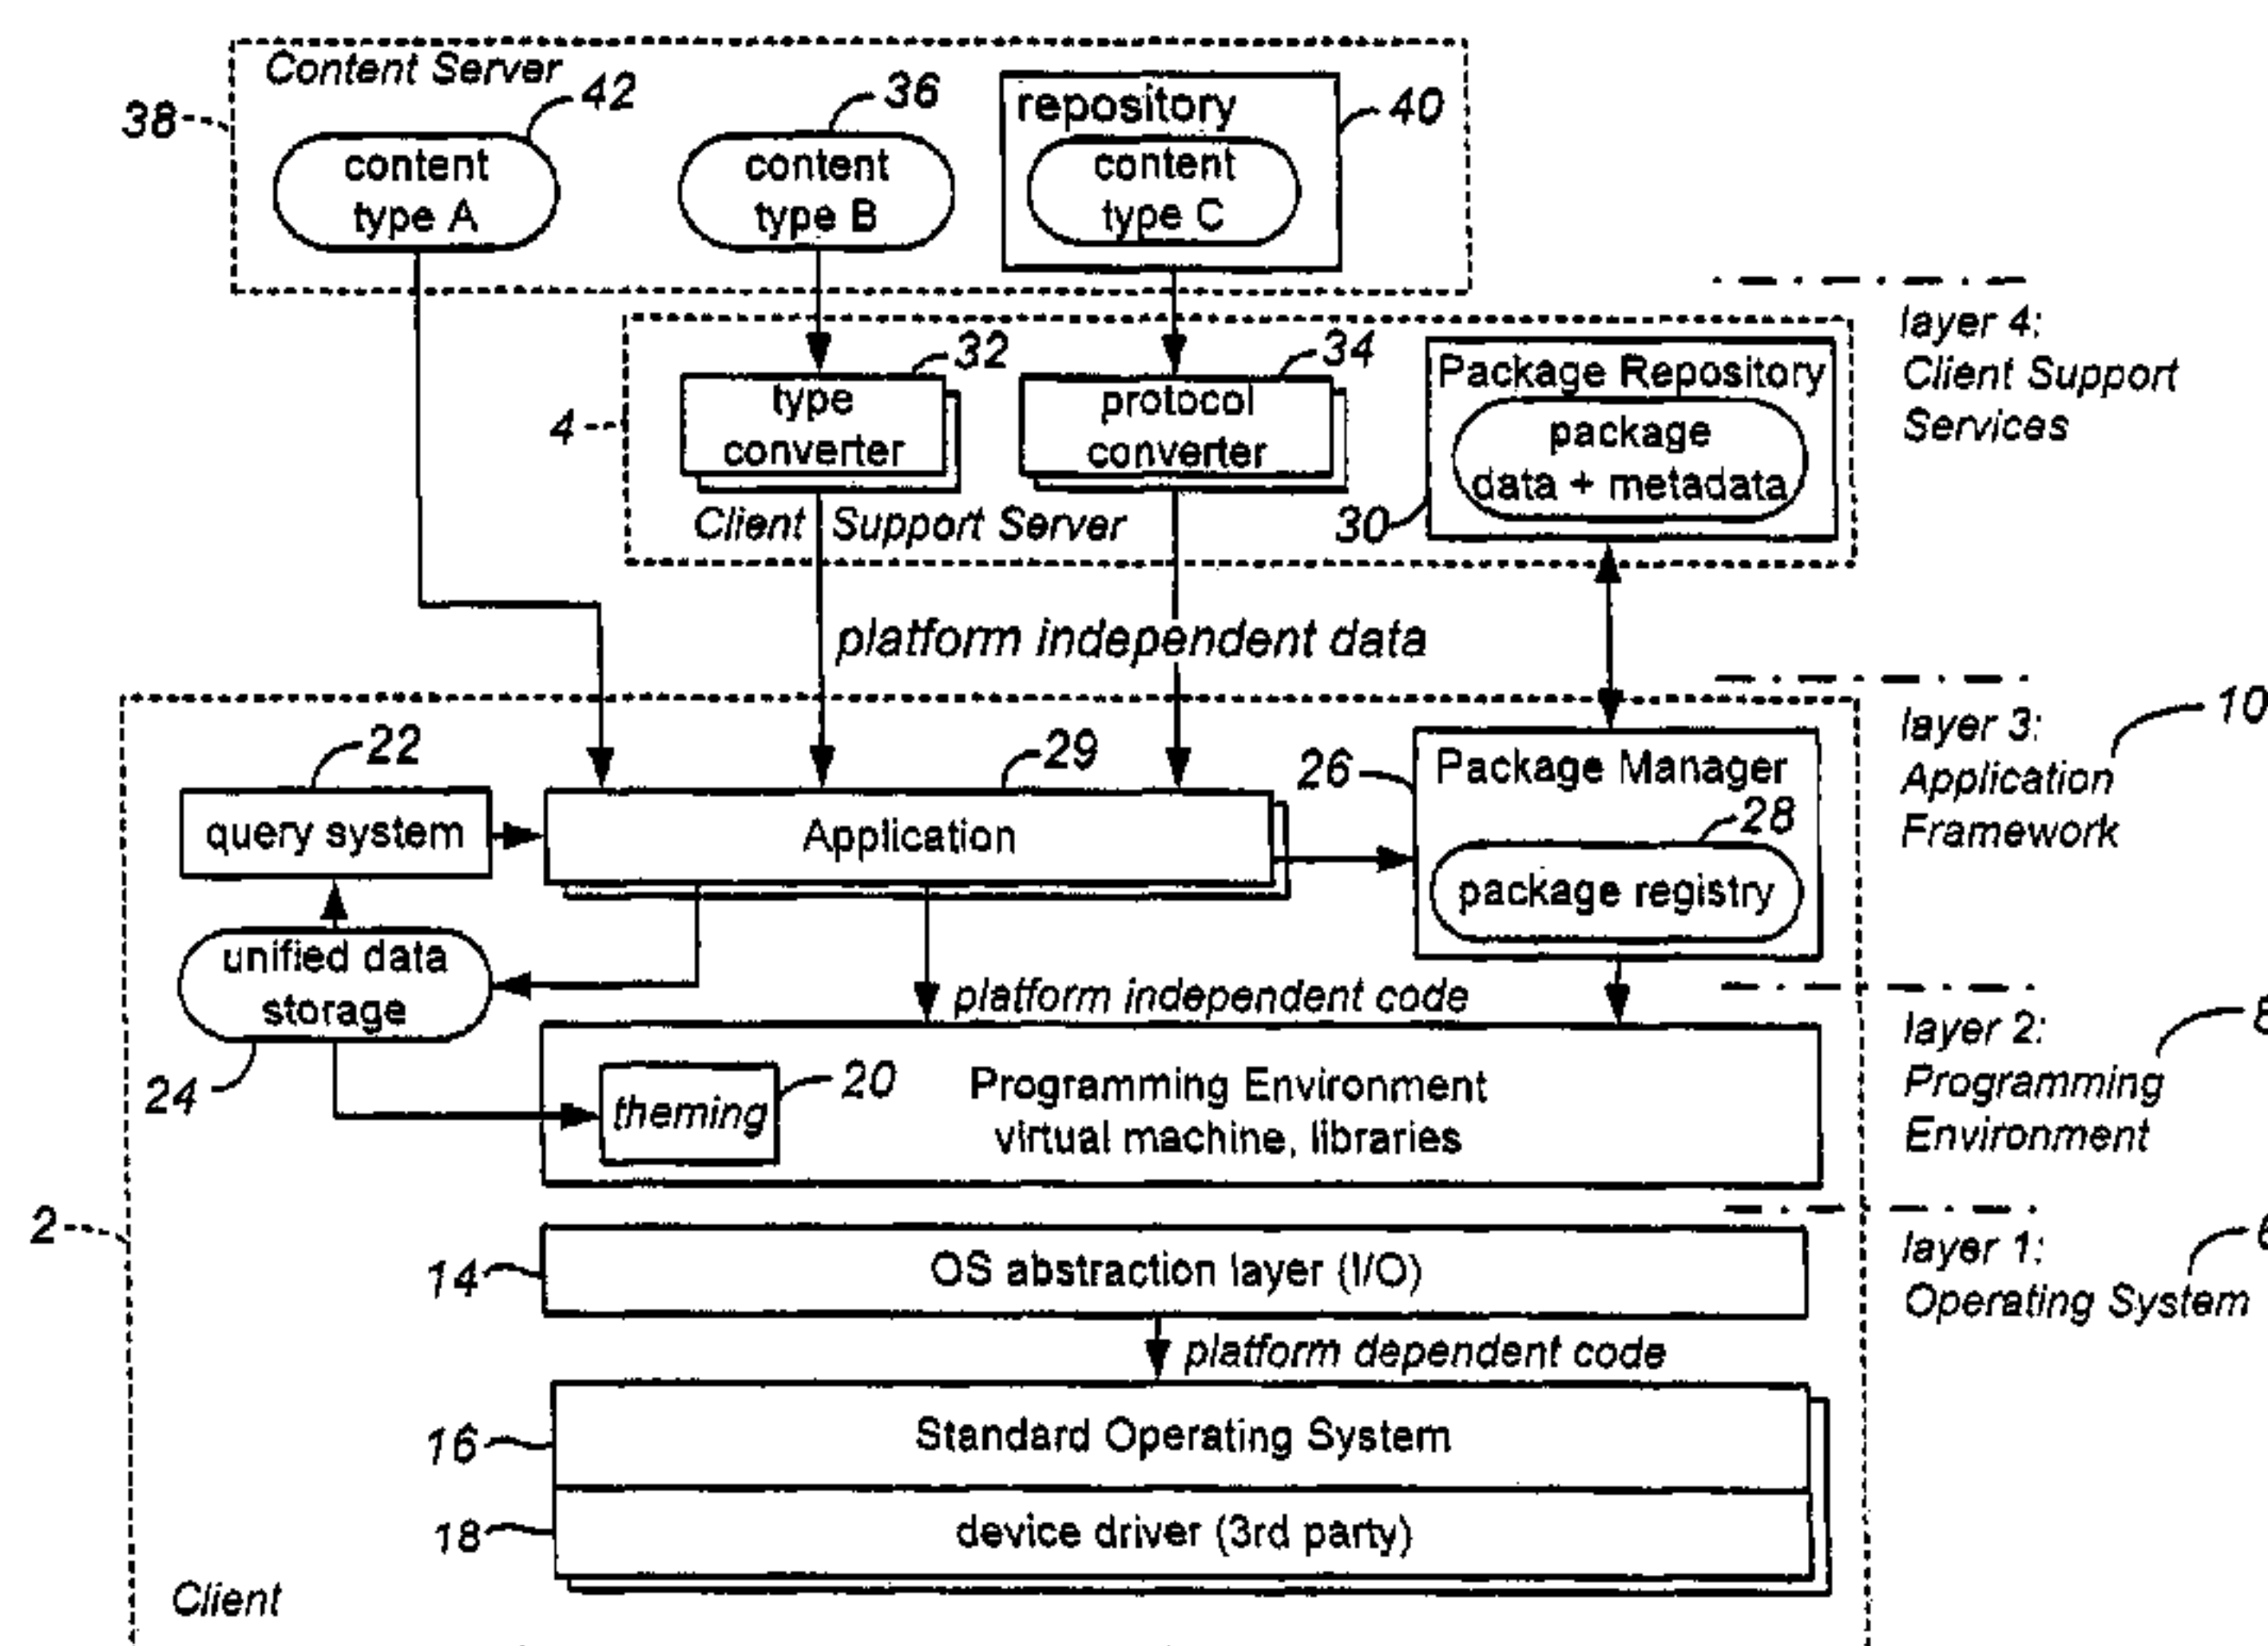 Content Server
38
42
36
40
repository
content
type A
content
type B
content
type C
layer 4:
Client Support
Services
4
32
34
type
converter
protocol
converter
Package Repository
package
data + metadata
Client Support Server
30
platform independent data
layer 3:
Application
Framework
10
22
29
26
query system
Application
Package Manager
28
package registry
unified data
storage
24
platform independent code
layer 2:
Programming
Environment
theming
20
Programming Environment
virtual machine, libraries
2
layer 1:
Operating System
14
OS abstraction layer (I/O)
platform dependent code
16
Standard Operating System
18
device driver (3rd party)
Client